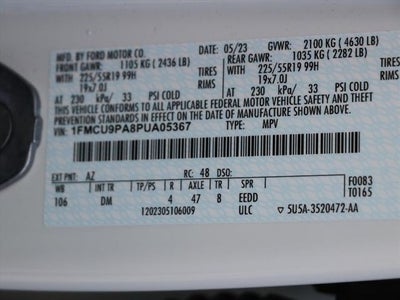 MFD. BY FORD MOTOR CO. 05/23 GVWR: 2100 KG (4630 LB)
FRONT GAWR: 1105 KG (2436 LB) REAR GAWR: 1035 KG (2282 LB)
225/55R19 99H TIRES WITH 225/55R19 99H TIRES
19x7.0J RIMS 19x7.0J RIMS
AT 230 kPa/ 33 PSI COLD AT 230 kPa/ 33 PSI COLD
THIS VEHICLE CONFORMS TO ALL APPLICABLE FEDERAL MOTOR VEHICLE SAFETY AND THEFT PREVENTION
STANDARDS IN EFFECT ON THE DATE OF MANUFACTURE SHOWN ABOVE.
VIN: 1FMCU9PA8PUA05367 TYPE: MPV
F0083
T0165
EXT PNT: AZ RC: 48 DSO:
WB TP/PS R AXLE TR SPR
106 DM 4 47 8 EEDD
1202305106009 ULC 5U5A-3520472-AA